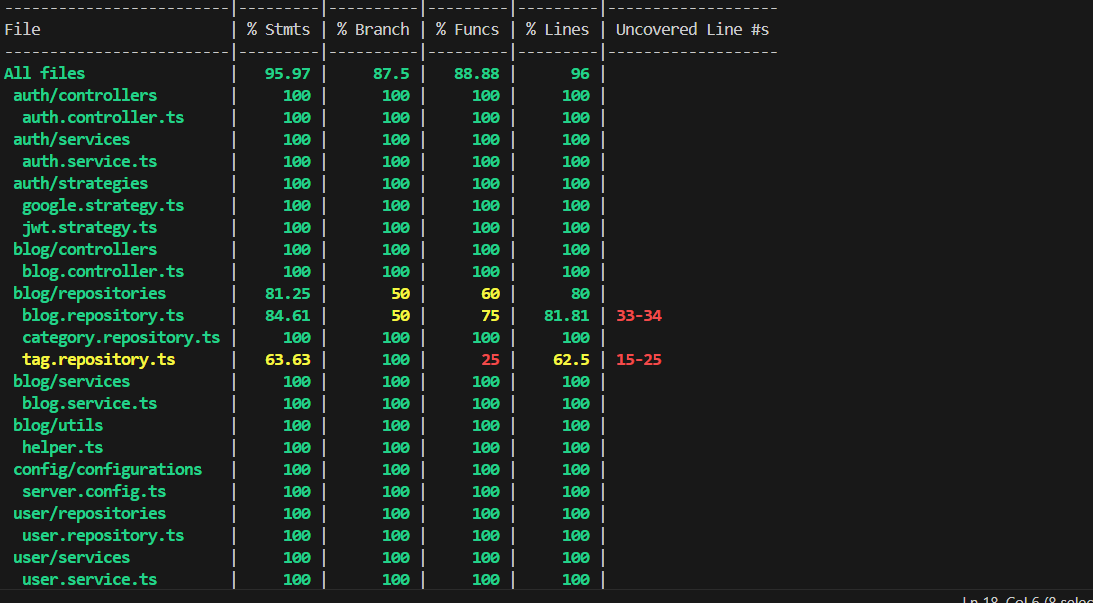 -------------------------|---------|----------|---------|---------|-------------------
File                     | % Stmts | % Branch | % Funcs | % Lines | Uncovered Line #s
-------------------------|---------|----------|---------|---------|-------------------
All files                |   95.97 |     87.5 |   88.88 |      96 |
 auth/controllers        |     100 |      100 |     100 |     100 |
  auth.controller.ts     |     100 |      100 |     100 |     100 |
 auth/services           |     100 |      100 |     100 |     100 |
  auth.service.ts        |     100 |      100 |     100 |     100 |
 auth/strategies         |     100 |      100 |     100 |     100 |
  google.strategy.ts     |     100 |      100 |     100 |     100 |
  jwt.strategy.ts        |     100 |      100 |     100 |     100 |
 blog/controllers        |     100 |      100 |     100 |     100 |
  blog.controller.ts     |     100 |      100 |     100 |     100 |
 blog/repositories       |   81.25 |       50 |      60 |      80 |
  blog.repository.ts     |   84.61 |       50 |      75 |   81.81 | 33-34
  category.repository.ts |     100 |      100 |     100 |     100 |
  tag.repository.ts      |   63.63 |      100 |      25 |    62.5 | 15-25
 blog/services           |     100 |      100 |     100 |     100 |
  blog.service.ts        |     100 |      100 |     100 |     100 |
 blog/utils              |     100 |      100 |     100 |     100 |
  helper.ts              |     100 |      100 |     100 |     100 |
 config/configurations   |     100 |      100 |     100 |     100 |
  server.config.ts       |     100 |      100 |     100 |     100 |
 user/repositories       |     100 |      100 |     100 |     100 |
  user.repository.ts     |     100 |      100 |     100 |     100 |
 user/services           |     100 |      100 |     100 |     100 |
  user.service.ts        |     100 |      100 |     100 |     100 |
Ln 18, Col 6 (8 selec